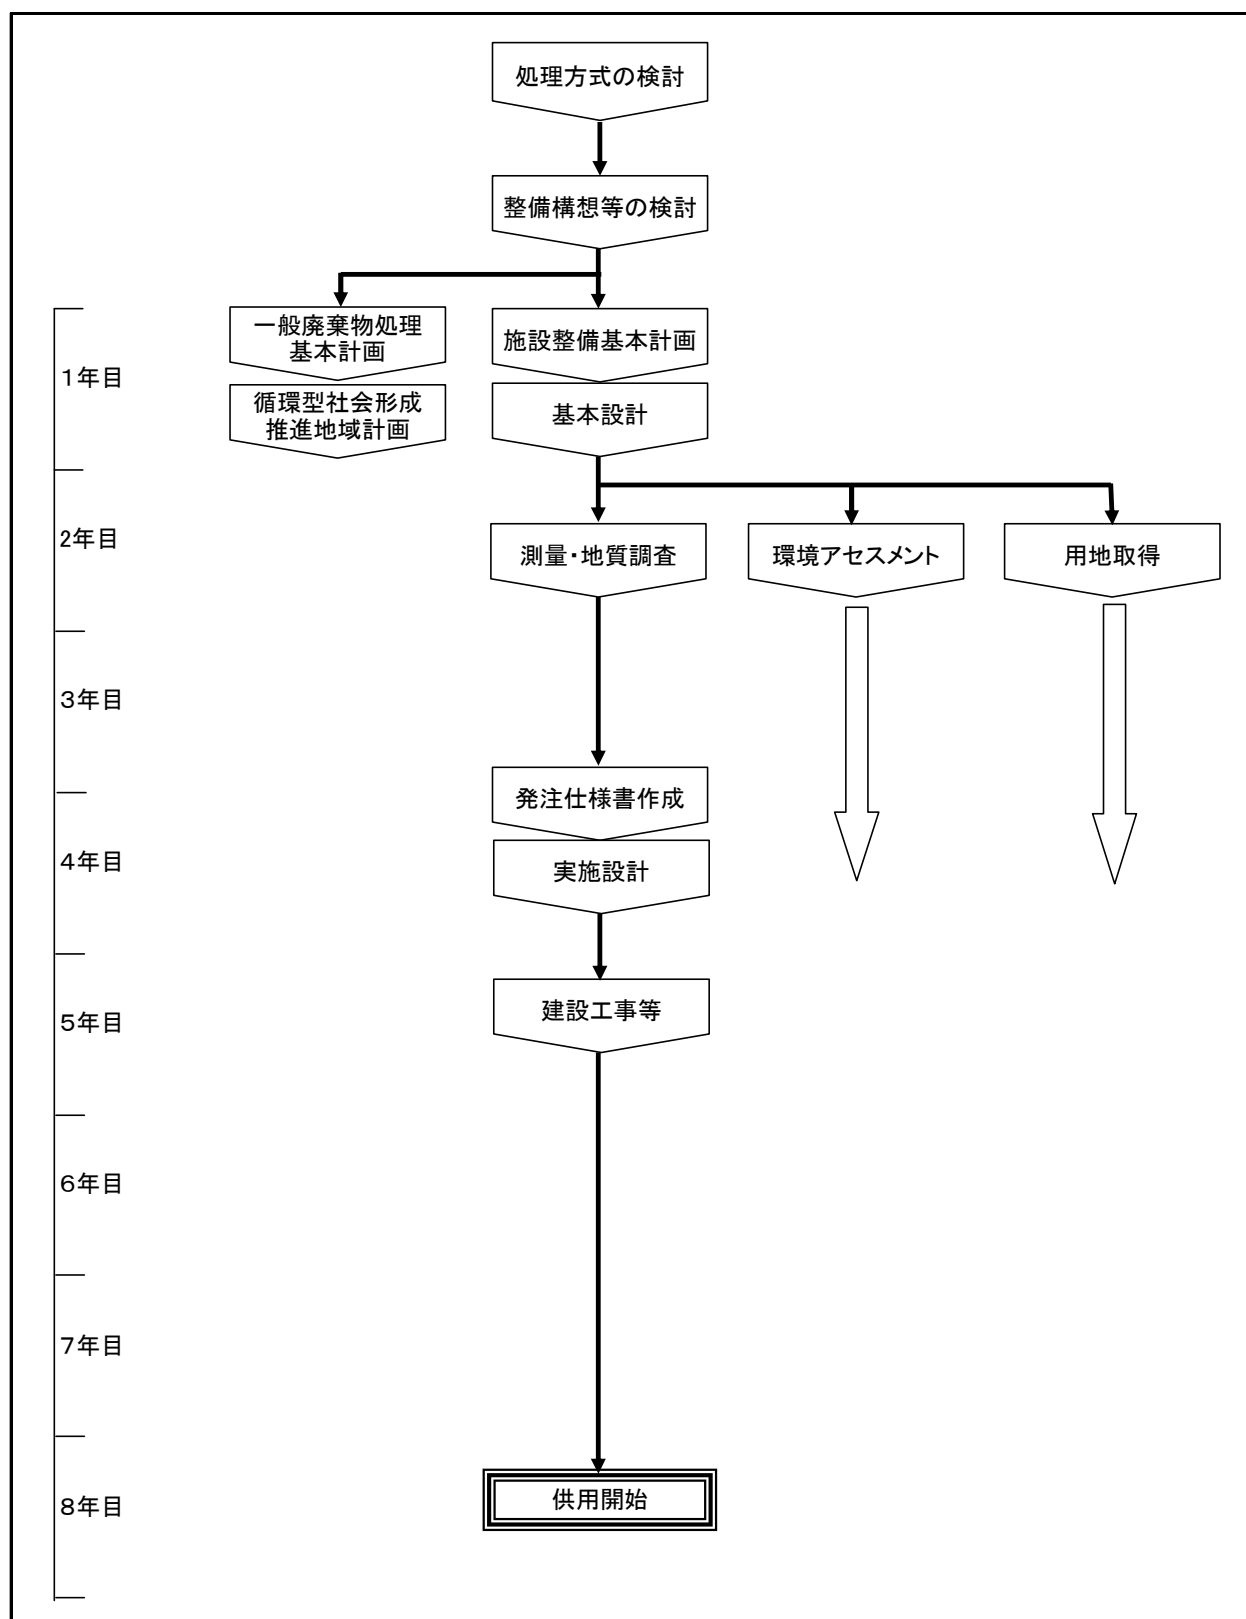 処理方式の検討
整備構想等の検討
1年目
一般廃棄物処理
基本計画
循環型社会形成
推進地域計画
施設整備基本計画
基本設計
2年目
測量・地質調査
環境アセスメント
用地取得
3年目
発注仕様書作成
4年目
実施設計
5年目
建設工事等
6年目
7年目
8年目
供用開始